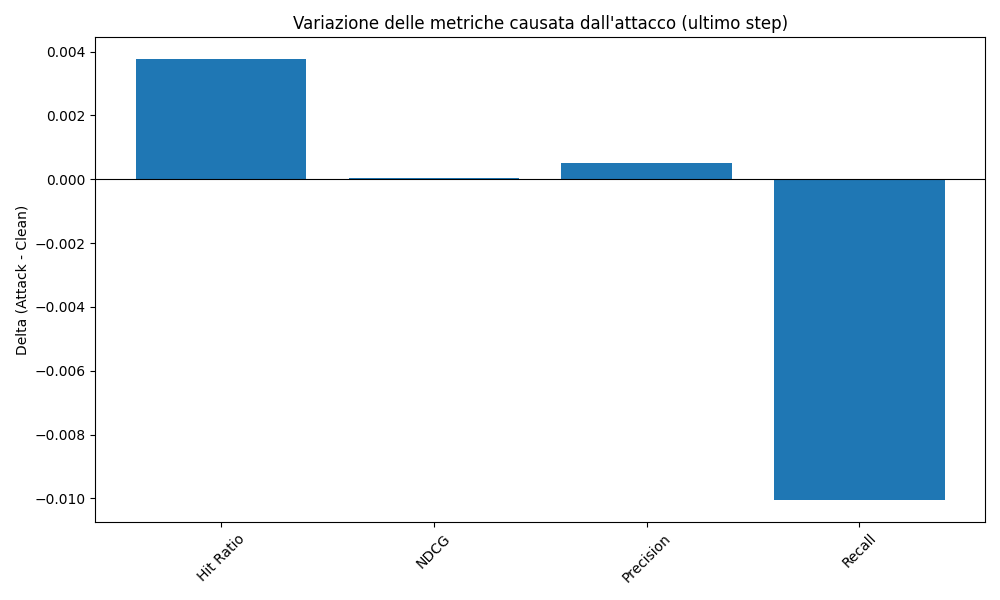 Variazione delle metriche causata dall'attacco (ultimo step)
Delta (Attack - Clean)
0.004
0.002
0.000
−0.002
−0.004
−0.006
−0.008
−0.010
Hit Ratio
NDCG
Precision
Recall